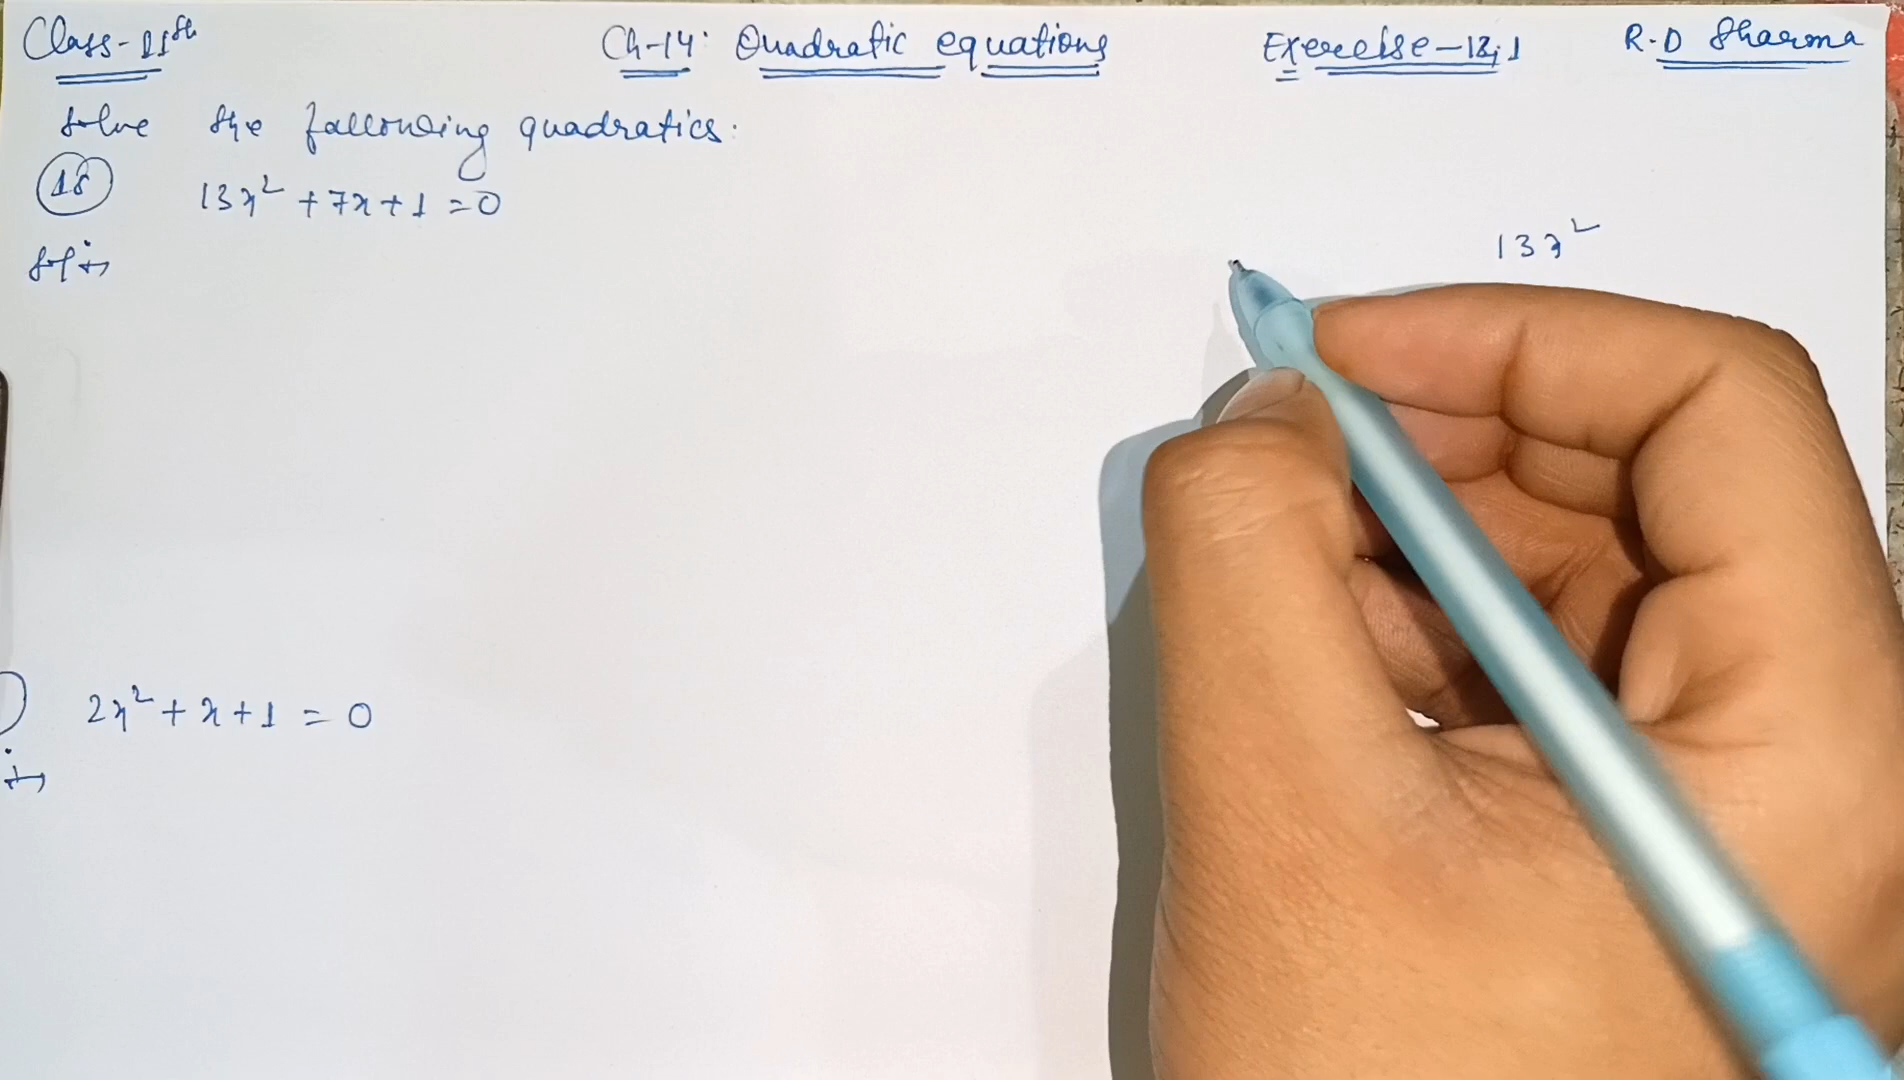 Class-11th Ch-14: Quadratic equations Exercise-13.1 R.D Sharma
Solve the following quadratics.
18 13x² + 7x + 1 = 0
Sol:→
13x²
2x² + x + 1 = 0